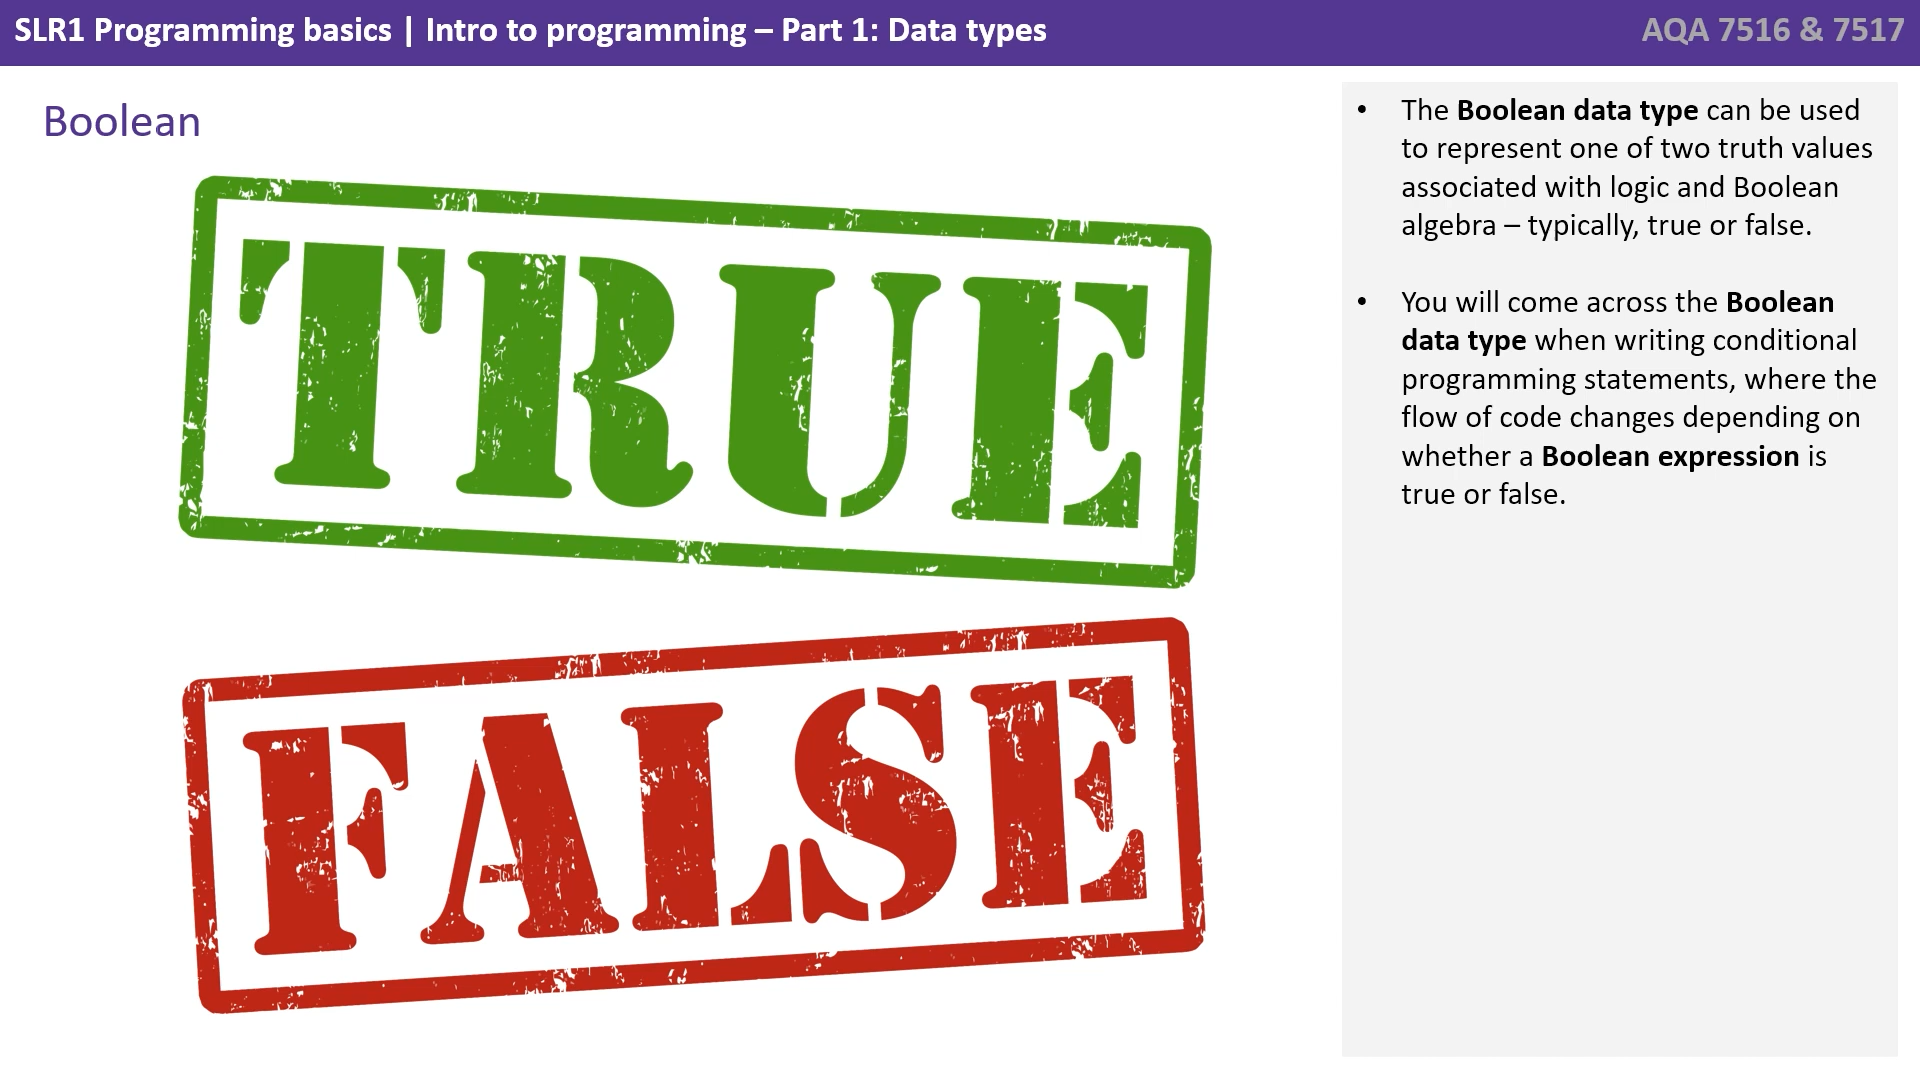 SLR1 Programming basics | Intro to programming – Part 1: Data types
AQA 7516 & 7517
Boolean
TRUE
FALSE
• The Boolean data type can be used
to represent one of two truth values
associated with logic and Boolean
algebra – typically, true or false.
• You will come across the Boolean
data type when writing conditional
programming statements, where the
flow of code changes depending on
whether a Boolean expression is
true or false.